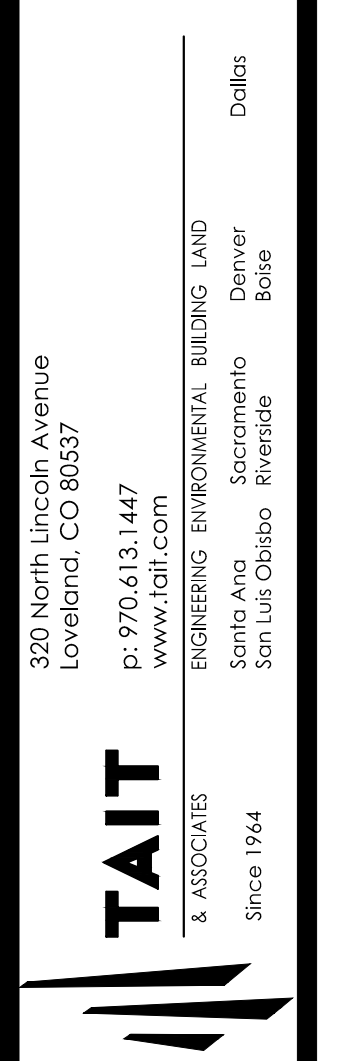 320 North Lincoln Avenue
Loveland, CO 80537
p: 970.613.1447
www.tait.com
TAIT
& ASSOCIATES
ENGINEERING ENVIRONMENTAL BUILDING LAND
Since 1964
Santa Ana Sacramento Denver Dallas
San Luis Obisbo Riverside Boise